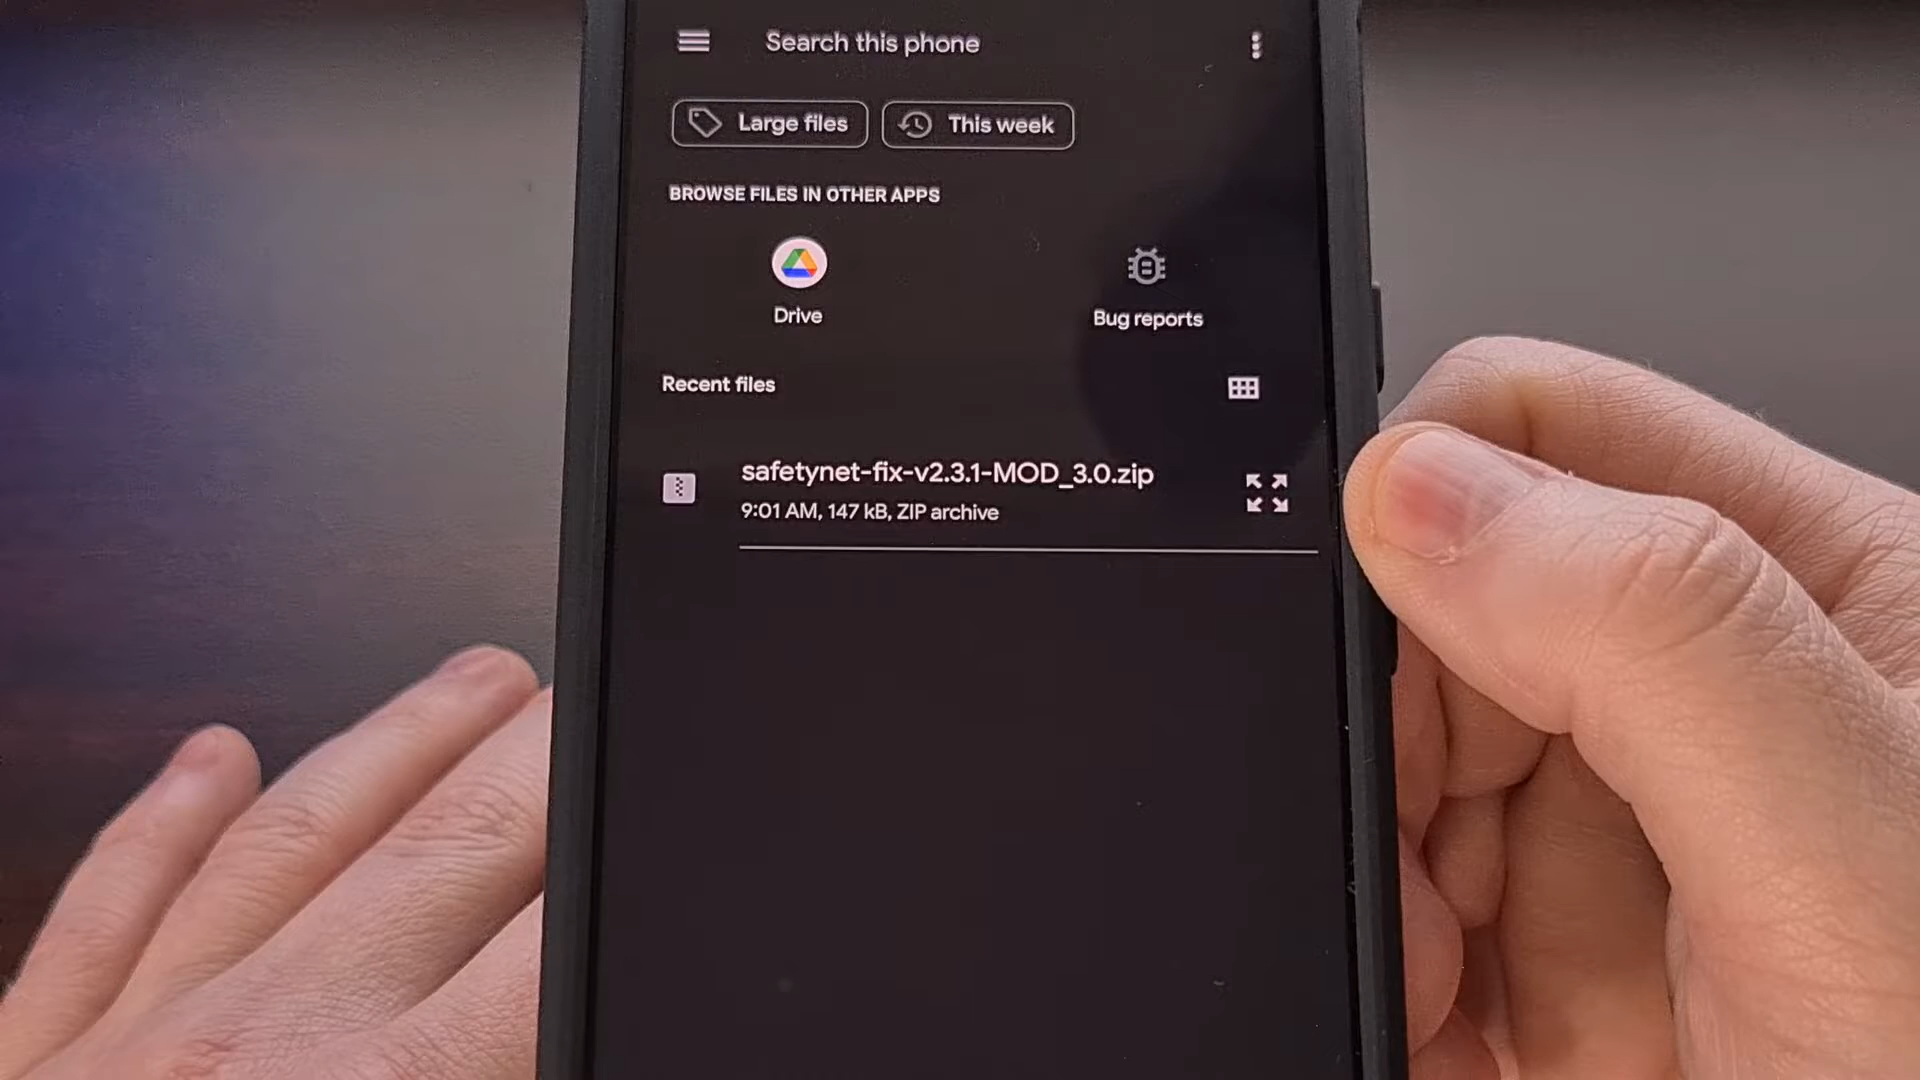 Search this phone
Large files
This week
BROWSE FILES IN OTHER APPS
Drive
Bug reports
Recent files
safetynet-fix-v2.3.1-MOD_3.0.zip
9:01 AM, 147 kB, ZIP archive